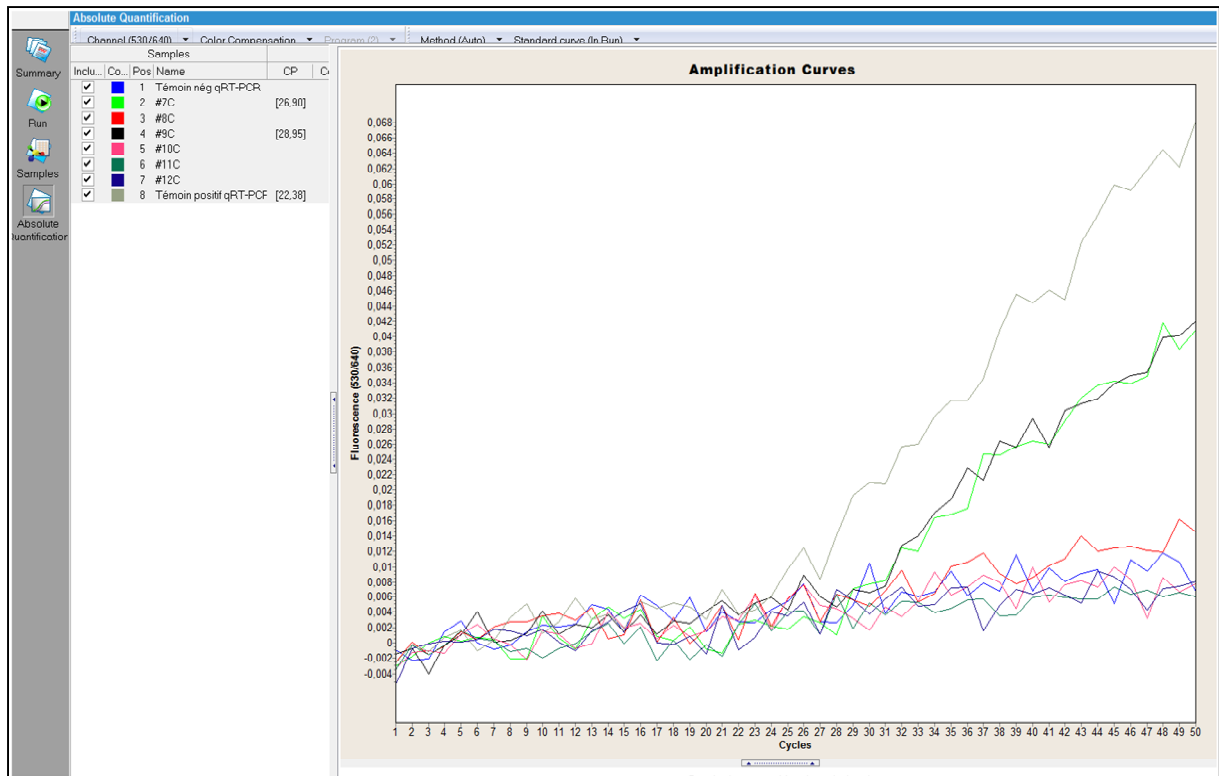 Absolute Quantification
Channel (530/640) Color Compensation Program (2) Method (Auto) Standard curve (In Run)
Summary
Run
Samples
Absolute
Quantification
Samples
Inclu... Co... Pos Name CP
1 Témoin nég qRT-PCR
2 #7C [26,90]
3 #8C
4 #9C [28,95]
5 #10C
6 #11C
7 #12C
8 Témoin positif qRT-PCF [22,38]
Amplification Curves
Fluorescence (530/640)
0,068
0,066
0,064
0,062
0,06
0,058
0,056
0,054
0,052
0,05
0,048
0,046
0,044
0,042
0,04
0,030
0,036
0,034
0,032
0,03
0,028
0,026
0,024
0,022
0,02
0,018
0,016
0,014
0,012
0,01
0,008
0,006
0,004
0,002
0
-0,002
-0,004
1 2 3 4 5 6 7 8 9 10 11 12 13 14 15 16 17 18 19 20 21 22 23 24 25 26 27 28 29 30 31 32 33 34 35 36 37 38 39 40 41 42 43 44 45 46 47 48 49 50
Cycles